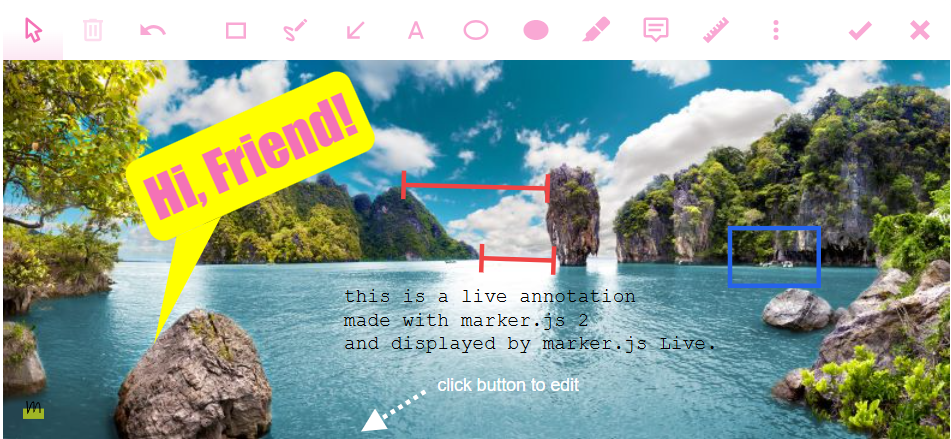 Hi, Friend!
this is a live annotation
made with marker.js 2
and displayed by marker.js Live.
click button to edit